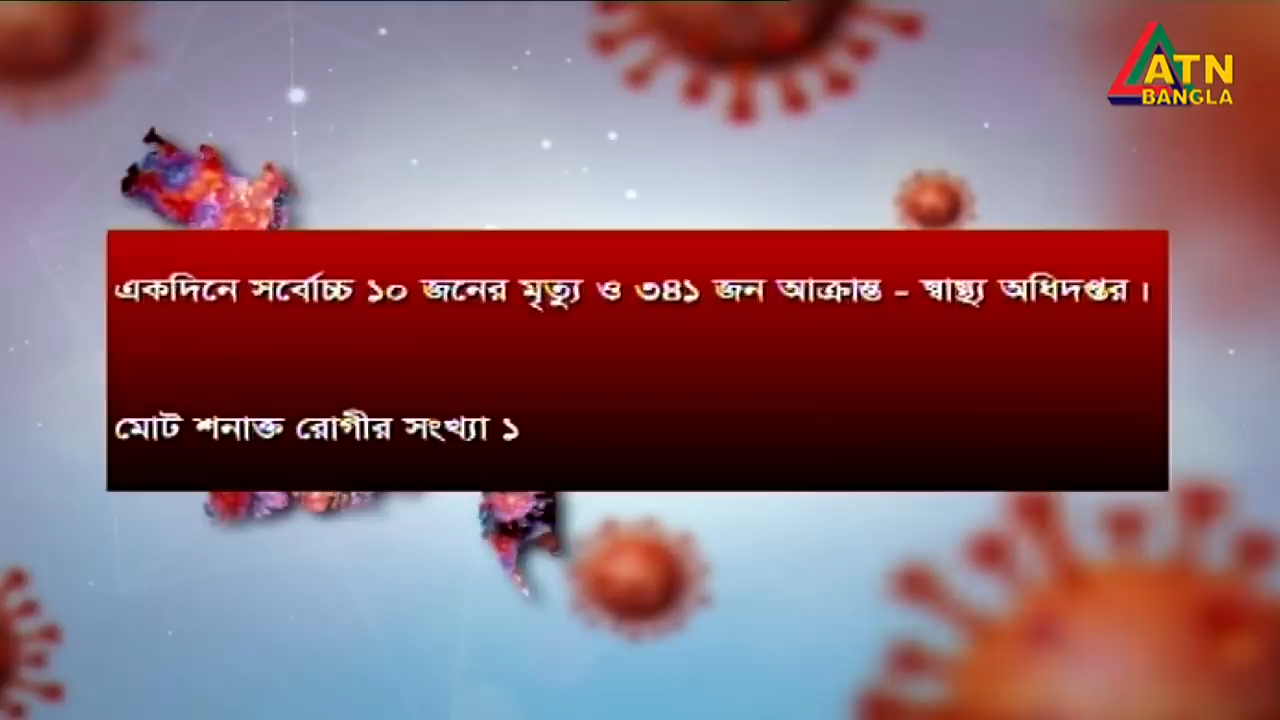 ATN
BANGLA
একদিনে সর্বোচ্চ ১০ জনের মৃত্যু ও ৩৪১ জন আক্রান্ত - স্বাস্থ্য অধিদপ্তর।
মোট শনাক্ত রোগীর সংখ্যা ১